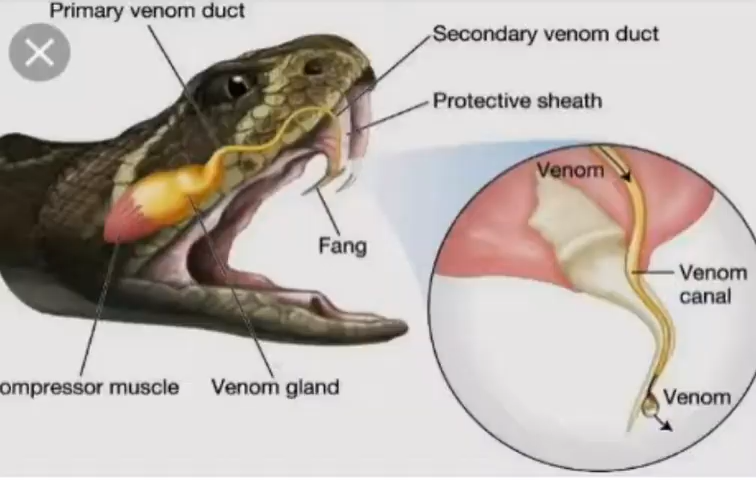 Primary venom duct
Secondary venom duct
Protective sheath
Venom
Fang
Venom
canal
ompressor muscle
Venom gland
Venom